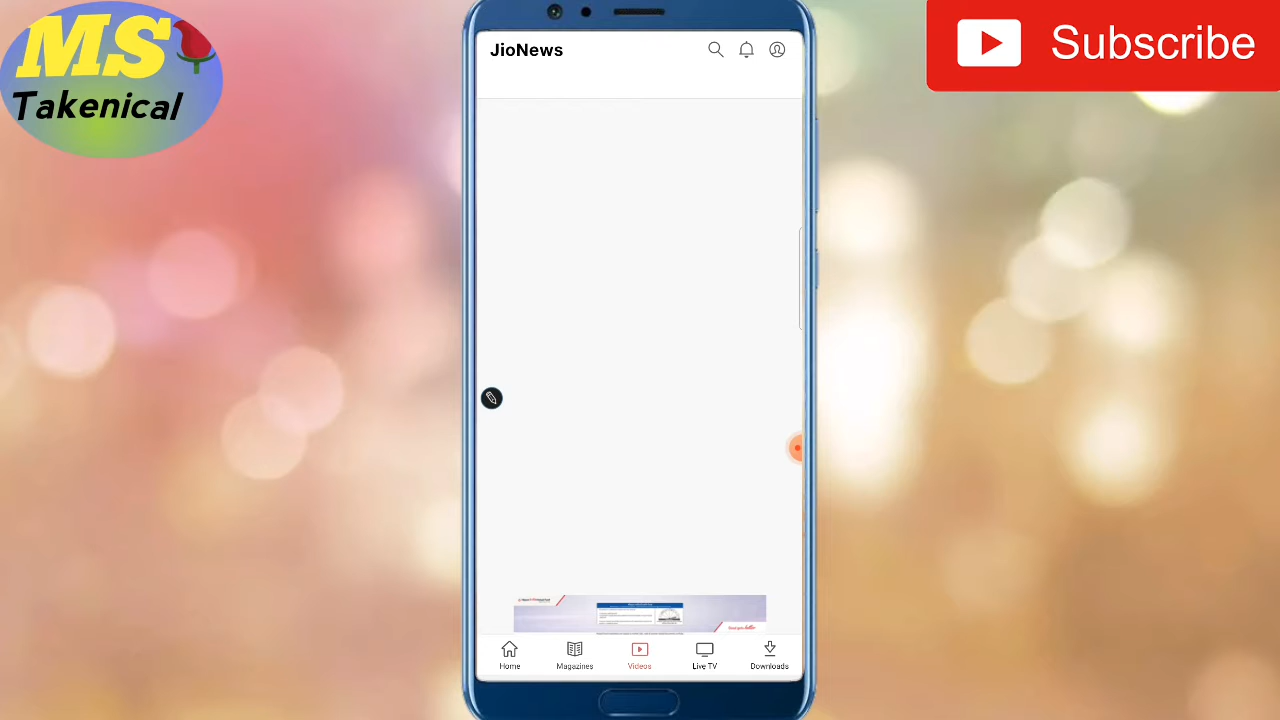 MS
Takenical
Subscribe
JioNews
Home
Magazines
Videos
Live TV
Downloads